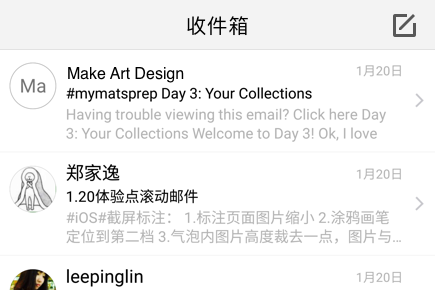 收件箱
Ma
Make Art Design
1月20日
#mymatsprep Day 3: Your Collections
Having trouble viewing this email? Click here Day
3: Your Collections Welcome to Day 3! Ok, I love
郑家逸
1月20日
1.20体验点滚动邮件
#iOS#截屏标注： 1.标注页面图片缩小 2.涂鸦画笔
定位到第二档 3.气泡内图片高度裁去一点，图片与...
leepinglin
1月20日